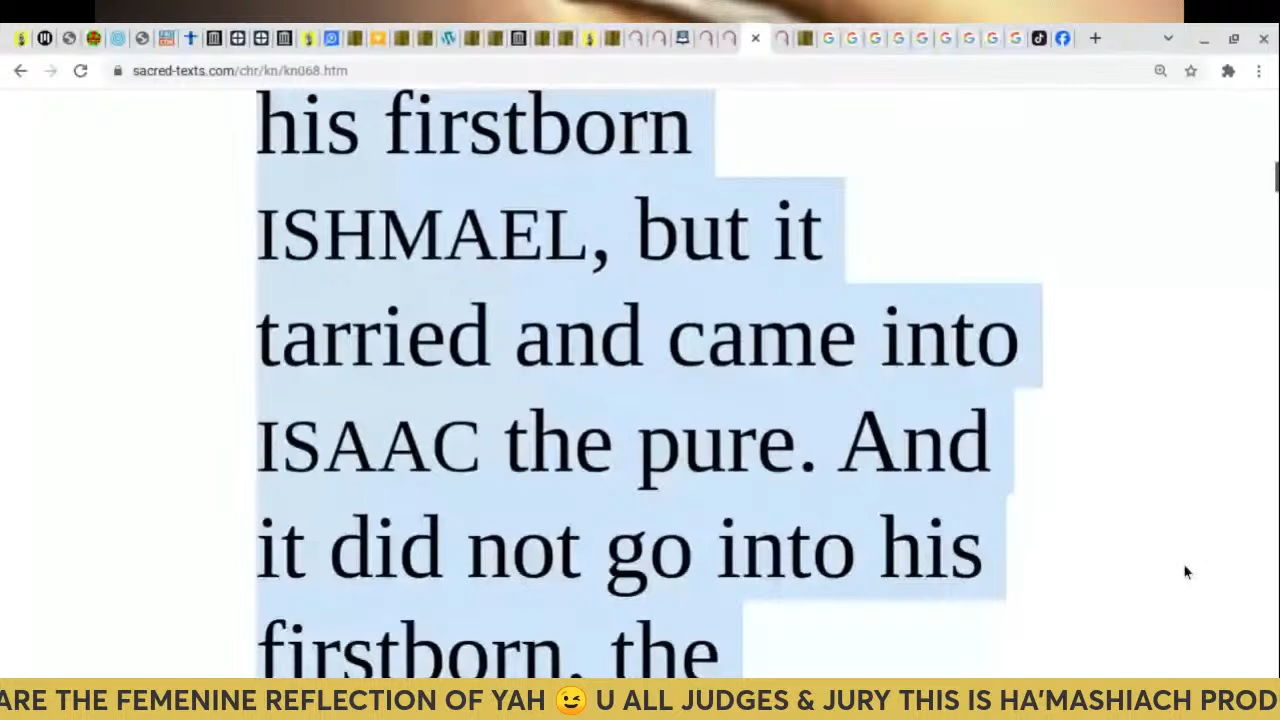 sacred-texts.com/chr/kn/kn068.htm
his firstborn
ISHMAEL, but it
tarried and came into
ISAAC the pure. And
it did not go into his
firstborn, the
ARE THE FEMENINE REFLECTION OF YAH 😉 U ALL JUDGES & JURY THIS IS HA'MASHIACH PROD